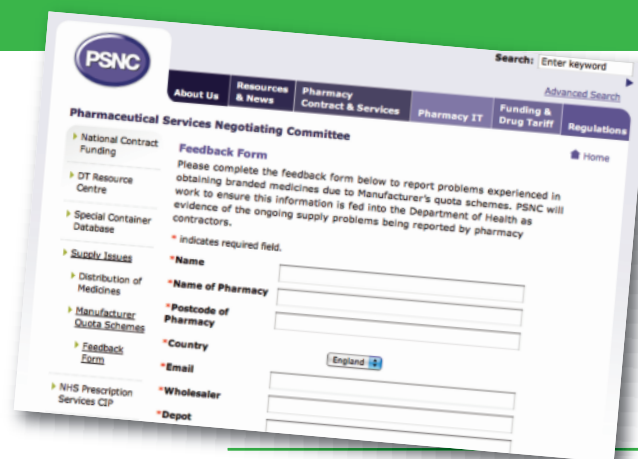 PSNC
Search: Enter keyword
Advanced Search
About Us
Resources
& News
Pharmacy
Contract & Services
Pharmacy IT
Funding &
Drug Tariff
Regulations
Pharmaceutical Services Negotiating Committee
Home
National Contract
Funding
DT Resource
Centre
Special Container
Database
Supply Issues
Distribution of
Medicines
Manufacturer
Quota Schemes
Feedback
Form
NHS Prescription
Services CIP
Feedback Form
Please complete the feedback form below to report problems experienced in
obtaining branded medicines due to Manufacturer's quota schemes. PSNC will
work to ensure this information is fed into the Department of Health as
evidence of the ongoing supply problems being reported by pharmacy
contractors.
* indicates required field.
*Name
*Name of Pharmacy
*Postcode of
Pharmacy
*Country
England
*Email
*Wholesaler
*Depot